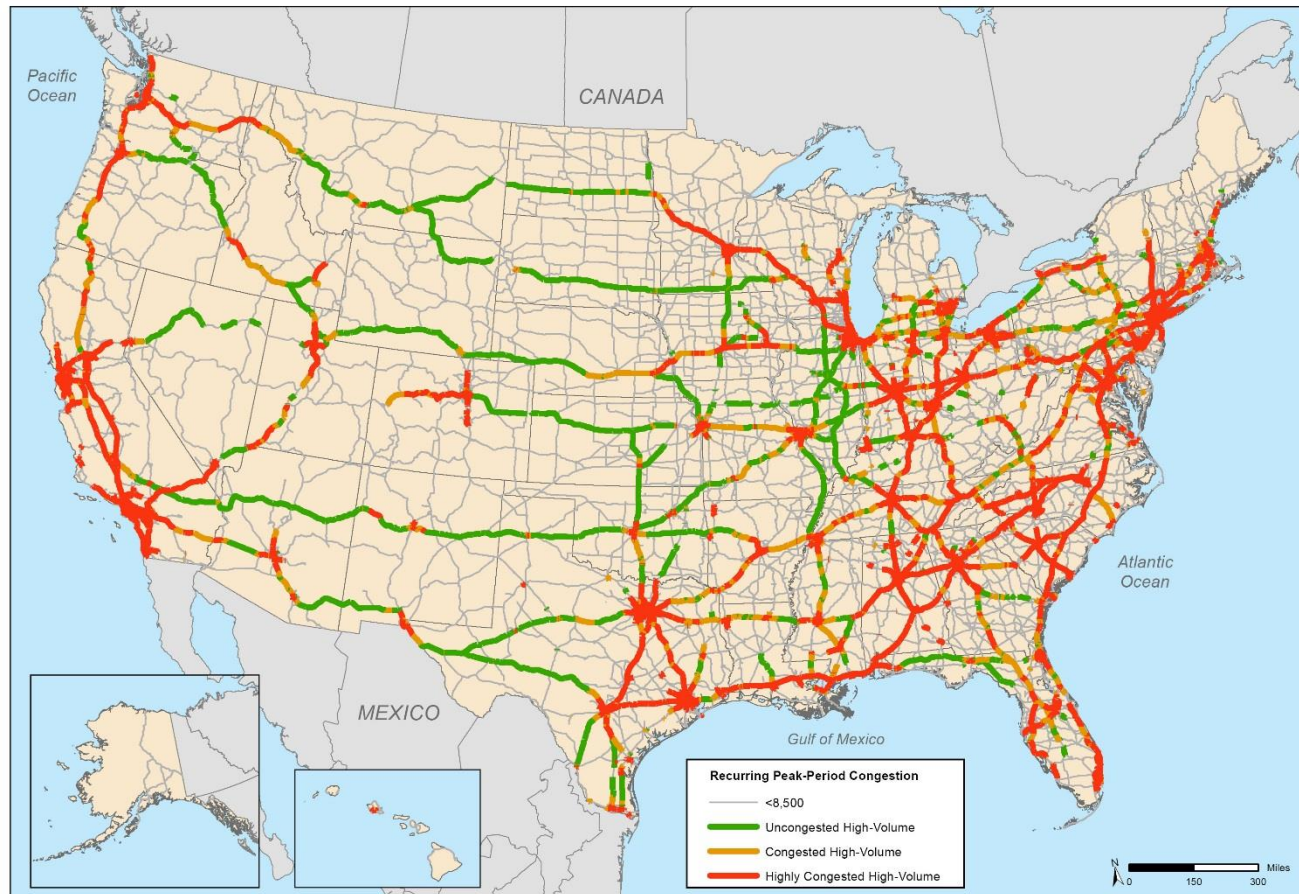 Pacific
Ocean
CANADA
Atlantic
Ocean
MEXICO
Gulf of Mexico
Recurring Peak-Period Congestion
<8,500
Uncongested High-Volume
Congested High-Volume
Highly Congested High-Volume
N
Miles
0 150 300